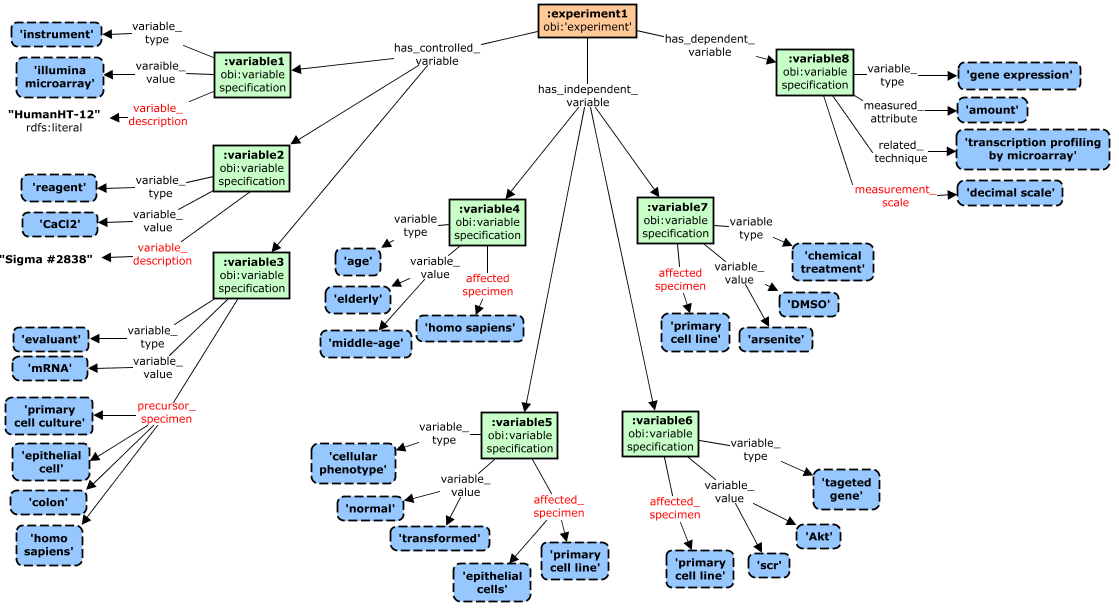 :experiment1
obi:'experiment'
has_controlled_
variable
has_independent_
variable
has_dependent_
variable
:variable1
obi:variable
specification
variable_
type
'instrument'
varaible_
value
'illumina
microarray'
variable_
description
"HumanHT-12"
rdfs:literal
:variable2
obi:variable
specification
variable_
type
'reagent'
variable_
value
'CaCl2'
variable_
description
"Sigma #2838"
:variable3
obi:variable
specification
variable_
type
'evaluant'
variable_
value
'mRNA'
precursor_
specimen
'primary
cell culture'
'epithelial
cell'
'colon'
'homo
sapiens'
:variable4
obi:variable
specification
variable_
type
'age'
variable_
value
'elderly'
'middle-age'
affected
specimen
'homo sapiens'
:variable7
obi:variable
specification
variable_
type
'chemical
treatment'
variable_
value
'DMSO'
'arsenite'
affected
specimen
'primary
cell line'
:variable8
obi:variable
specification
variable_
type
'gene expression'
measured_
attribute
'amount'
related_
technique
'transcription profiling
by microarray'
measurement_
scale
'decimal scale'
:variable5
obi:variable
specification
variable_
type
'cellular
phenotype'
variable_
value
'normal'
'transformed'
affected_
specimen
'epithelial
cells'
'primary
cell line'
:variable6
obi:variable
specification
variable_
type
'tageted
gene'
variable_
value
'Akt'
'scr'
affected_
specimen
'primary
cell line'